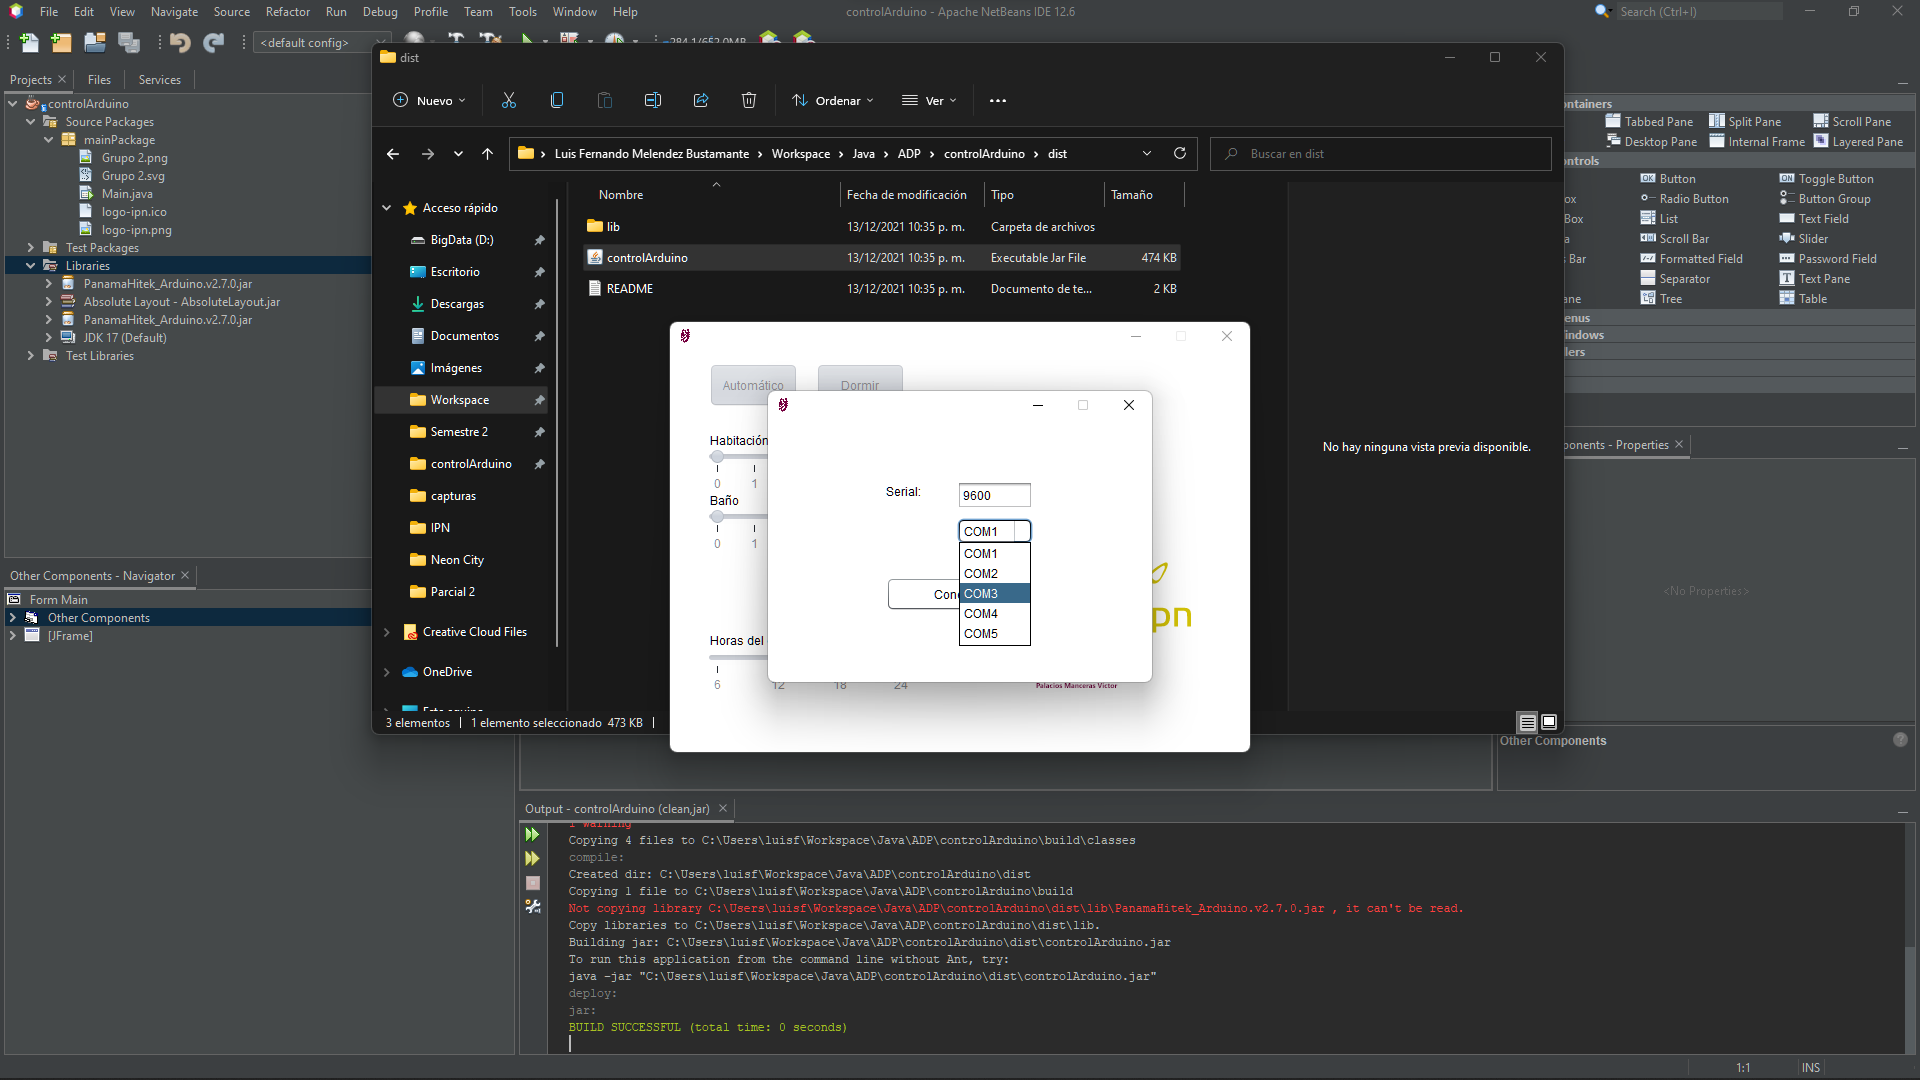 File Edit View Navigate Source Refactor Run Debug Profile Team Tools Window Help
controlArduino - Apache NetBeans IDE 12.6
Search (Ctrl+I)
<default config>
284.1/652.0MB
Projects
Files
Services
controlArduino
Source Packages
mainPackage
Grupo 2.png
Grupo 2.svg
Main.java
logo-ipn.ico
logo-ipn.png
Test Packages
Libraries
PanamaHitek_Arduino.v2.7.0.jar
Absolute Layout - AbsoluteLayout.jar
PanamaHitek_Arduino.v2.7.0.jar
JDK 17 (Default)
Test Libraries
Other Components - Navigator
Form Main
Other Components
[JFrame]
dist
Nuevo
Ordenar
Ver
Luis Fernando Melendez Bustamante > Workspace > Java > ADP > controlArduino > dist
Buscar en dist
Acceso rápido
BigData (D:)
Escritorio
Descargas
Documentos
Imágenes
Workspace
Semestre 2
controlArduino
capturas
IPN
Neon City
Parcial 2
Creative Cloud Files
OneDrive
Nombre Fecha de modificación Tipo Tamaño
lib 13/12/2021 10:35 p. m. Carpeta de archivos
controlArduino 13/12/2021 10:35 p. m. Executable Jar File 474 KB
README 13/12/2021 10:35 p. m. Documento de te... 2 KB
No hay ninguna vista previa disponible.
3 elementos | 1 elemento seleccionado 473 KB |
Automático
Dormir
Habitación
0 1
Baño
0 1
Horas del
6 12 18 24
pn
Palacios Manceras Victor
Serial:
9600
COM1
COM1
COM2
COM3
COM4
COM5
Con
ontainers
Tabbed Pane Split Pane Scroll Pane
Desktop Pane Internal Frame Layered Pane
ontrols
Button Toggle Button
ox Radio Button Button Group
Box List Text Field
a Scroll Bar Slider
s Bar Formatted Field Password Field
Separator Text Pane
ane Tree Table
enus
indows
lers
onents - Properties
<No Properties>
Other Components
Output - controlArduino (clean,jar)
1 warning
Copying 4 files to C:\Users\luisf\Workspace\Java\ADP\controlArduino\build\classes
compile:
Created dir: C:\Users\luisf\Workspace\Java\ADP\controlArduino\dist
Copying 1 file to C:\Users\luisf\Workspace\Java\ADP\controlArduino\build
Not copying library C:\Users\luisf\Workspace\Java\ADP\controlArduino\dist\lib\PanamaHitek_Arduino.v2.7.0.jar , it can't be read.
Copy libraries to C:\Users\luisf\Workspace\Java\ADP\controlArduino\dist\lib.
Building jar: C:\Users\luisf\Workspace\Java\ADP\controlArduino\dist\controlArduino.jar
To run this application from the command line without Ant, try:
java -jar "C:\Users\luisf\Workspace\Java\ADP\controlArduino\dist\controlArduino.jar"
deploy:
jar:
BUILD SUCCESSFUL (total time: 0 seconds)
1:1 INS